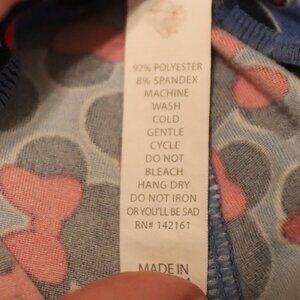 92% POLYESTER
8% SPANDEX
MACHINE
WASH
COLD
GENTLE
CYCLE
DO NOT
BLEACH
HANG DRY
DO NOT IRON
OR YOU'LL BE SAD
RN# 142161
MADE IN